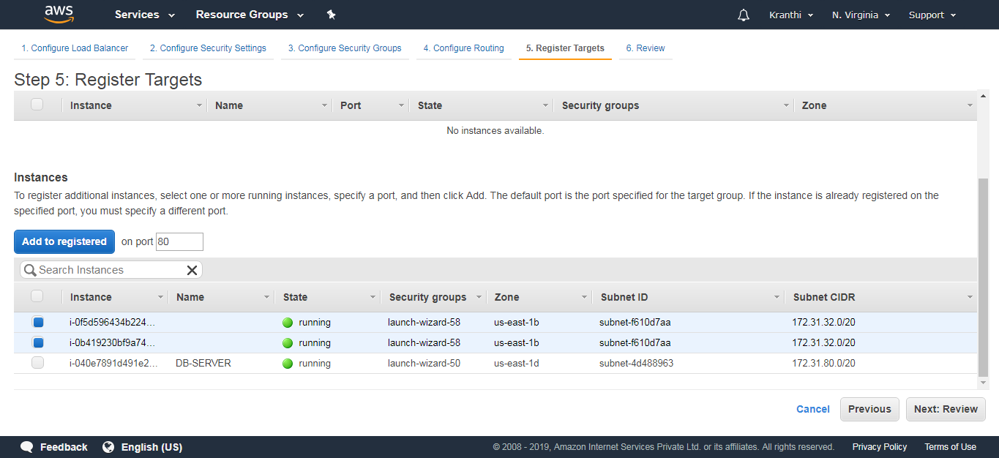 aws Services Resource Groups Kranthi N. Virginia Support
1. Configure Load Balancer 2. Configure Security Settings 3. Configure Security Groups 4. Configure Routing 5. Register Targets 6. Review
Step 5: Register Targets
Instance Name Port State Security groups Zone
No instances available.
Instances
To register additional instances, select one or more running instances, specify a port, and then click Add. The default port is the port specified for the target group. If the instance is already registered on the
specified port, you must specify a different port.
Add to registered on port 80
Search Instances
Instance Name State Security groups Zone Subnet ID Subnet CIDR
i-0f5d596434b224... running launch-wizard-58 us-east-1b subnet-f610d7aa 172.31.32.0/20
i-0b419230bf9a74... running launch-wizard-58 us-east-1b subnet-f610d7aa 172.31.32.0/20
i-040e7891d491e2... DB-SERVER running launch-wizard-50 us-east-1d subnet-4d488963 172.31.80.0/20
Cancel Previous Next: Review
Feedback English (US) © 2008 - 2019, Amazon Internet Services Private Ltd. or its affiliates. All rights reserved. Privacy Policy Terms of Use